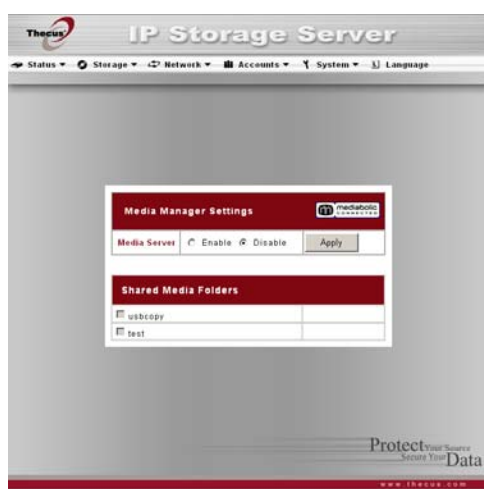 Thecus
IP Storage Server
Status Storage Network Accounts System Language
Media Manager Settings
mediabolic
CONNECTED
Media Server Enable Disable Apply
Shared Media Folders
usbcopy
test
Protect Your Source
Secure Your Data
www.thecus.com